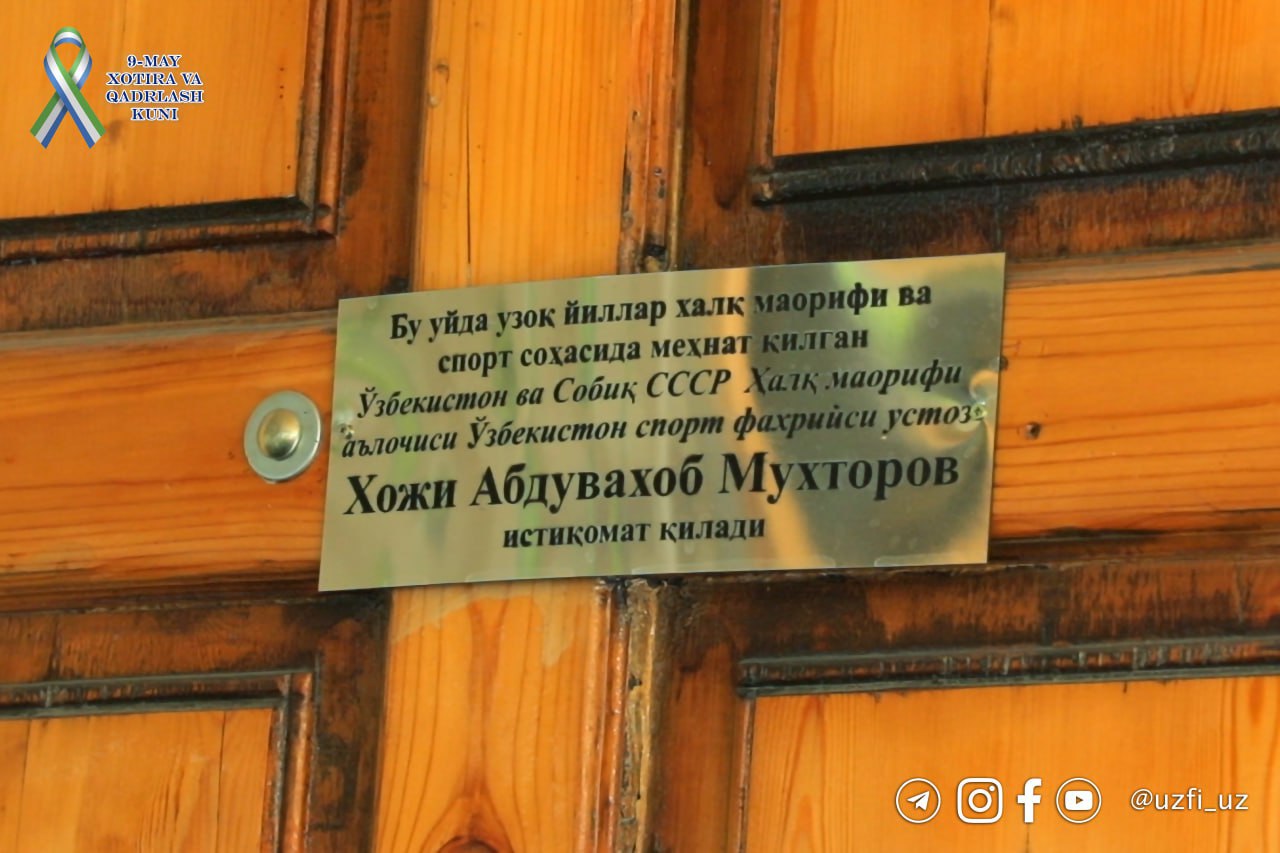 9-MAY
XOTIRA VA
QADRLASH
KUNI
Бу уйда узоқ йиллар халқ маорифи ва
спорт соҳасида меҳнат қилган
Ўзбекистон ва Собиқ СССР Ҳалқ маорифи
аълочиси Ўзбекистон спорт фахрийси устоз
Хожи Абдувахоб Мухторов
истиқомат қилади
@uzfi_uz